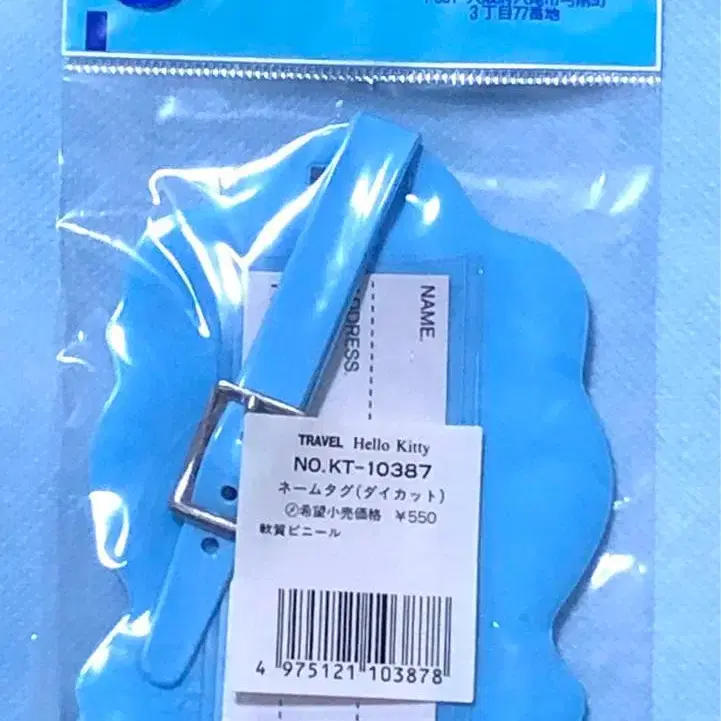 3丁目77番地
NAME.
ADDRESS.
TRAVEL Hello Kitty
NO.KT-10387
ネームタグ(ダイカット)
㋱希望小売価格 ¥550
軟質ビニール
4 975121 103878